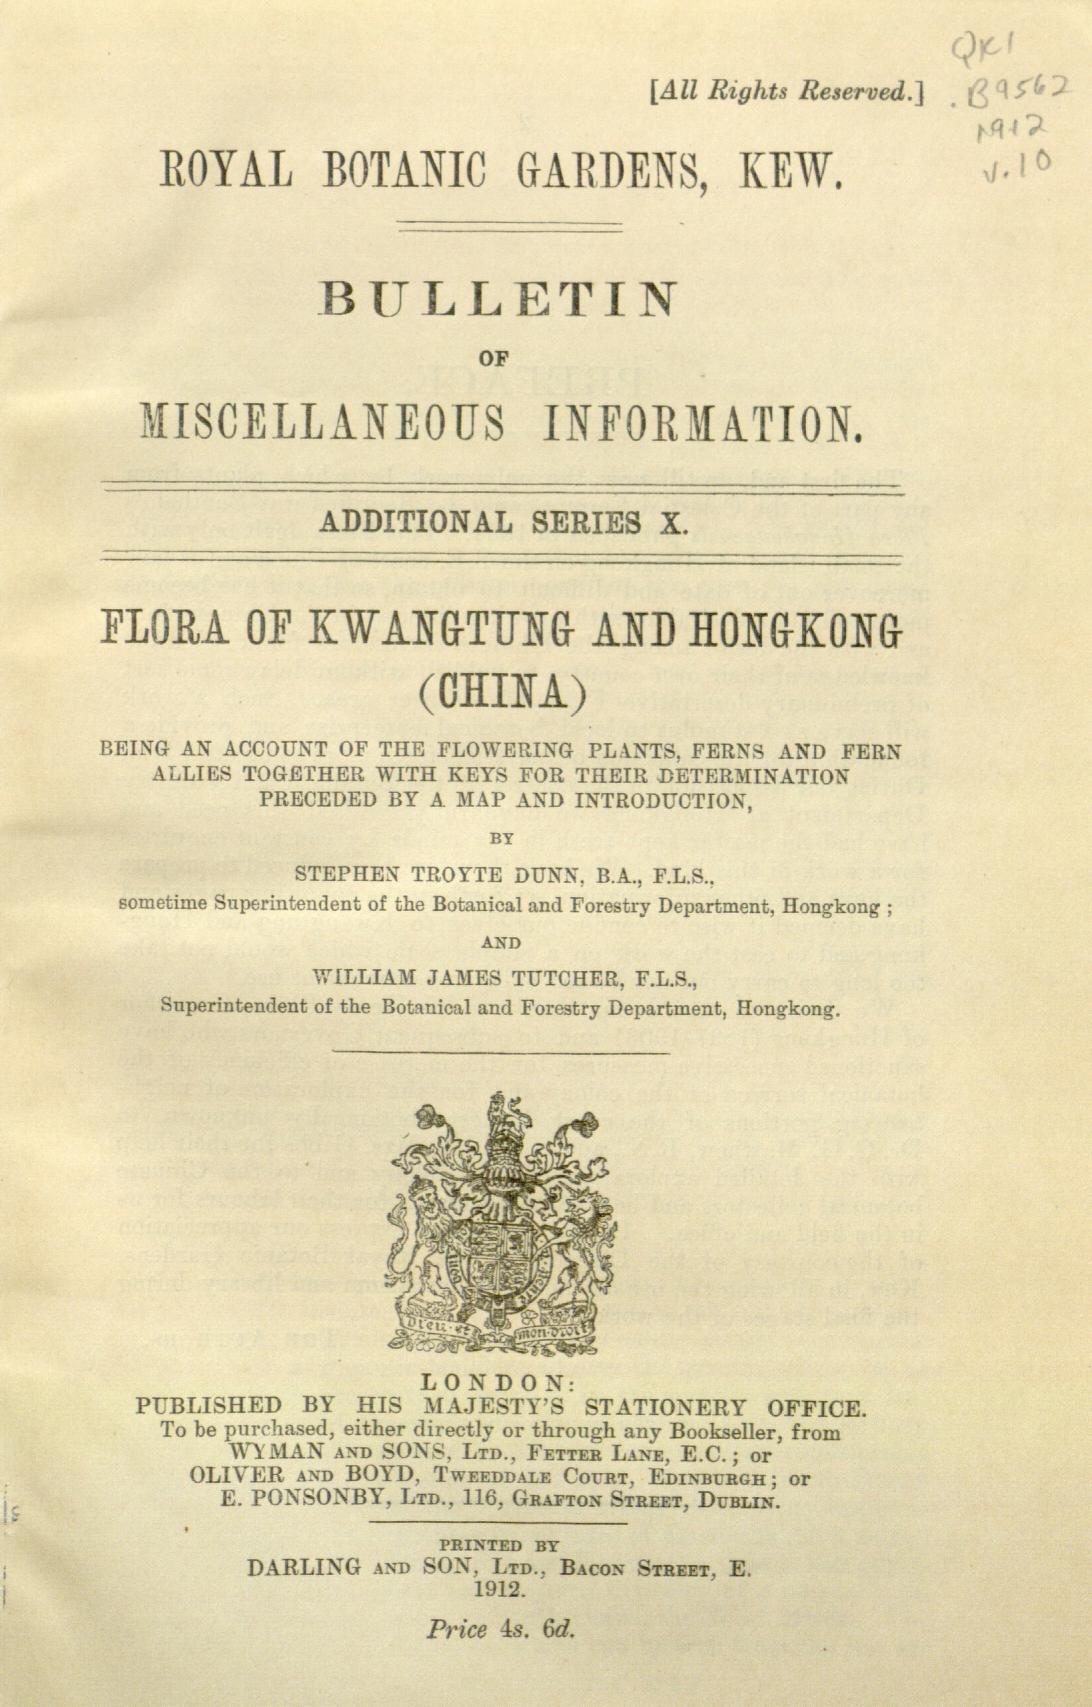 QK1
.B9562
1912
v.10
[All Rights Reserved.]
ROYAL BOTANIC GARDENS, KEW.
BULLETIN
OF
MISCELLANEOUS INFORMATION.
ADDITIONAL SERIES X.
FLORA OF KWANGTUNG AND HONGKONG
(CHINA)
BEING AN ACCOUNT OF THE FLOWERING PLANTS, FERNS AND FERN
ALLIES TOGETHER WITH KEYS FOR THEIR DETERMINATION
PRECEDED BY A MAP AND INTRODUCTION,
BY
STEPHEN TROYTE DUNN, B.A., F.L.S.,
sometime Superintendent of the Botanical and Forestry Department, Hongkong ;
AND
WILLIAM JAMES TUTCHER, F.L.S.,
Superintendent of the Botanical and Forestry Department, Hongkong.
Dieu et mon droit
LONDON:
PUBLISHED BY HIS MAJESTY'S STATIONERY OFFICE.
To be purchased, either directly or through any Bookseller, from
WYMAN AND SONS, LTD., FETTER LANE, E.C. ; or
OLIVER AND BOYD, TWEEDDALE COURT, EDINBURGH ; or
E. PONSONBY, LTD., 116, GRAFTON STREET, DUBLIN.
PRINTED BY
DARLING AND SON, LTD., BACON STREET, E.
1912.
Price 4s. 6d.